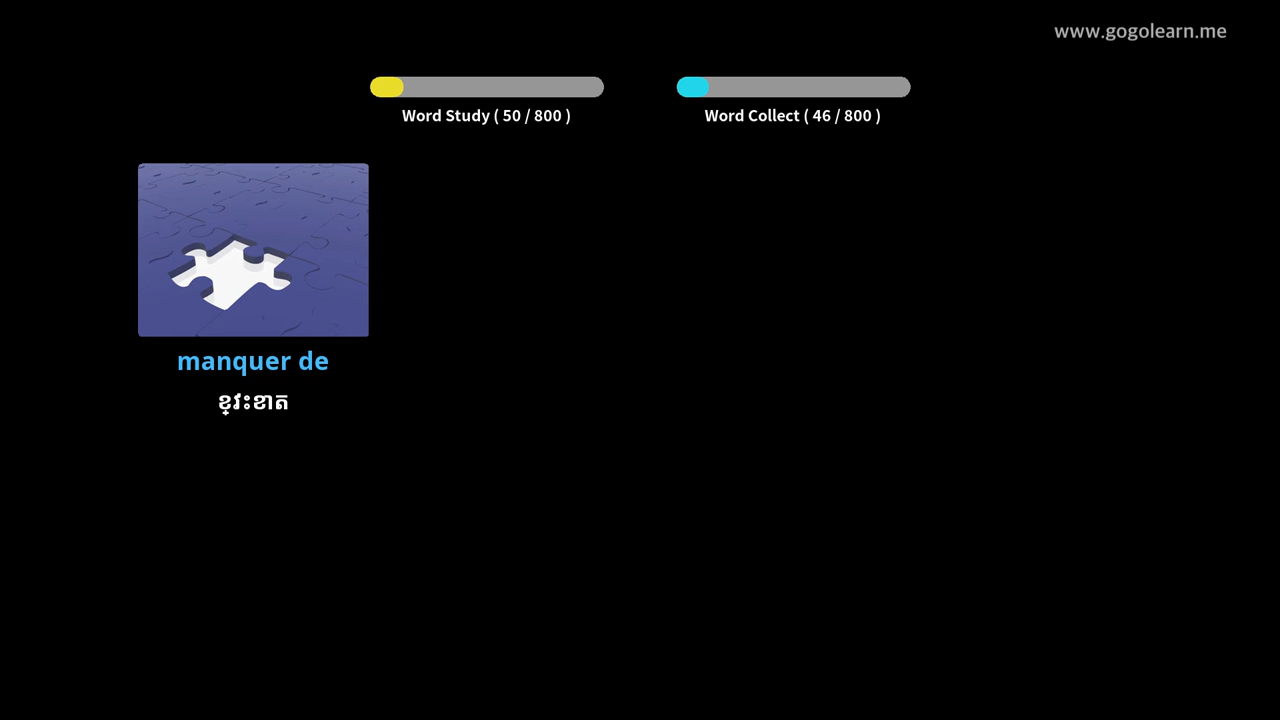 www.gogolearn.me
Word Study ( 50 / 800 )
Word Collect ( 46 / 800 )
manquer de
ខ្វះខាត